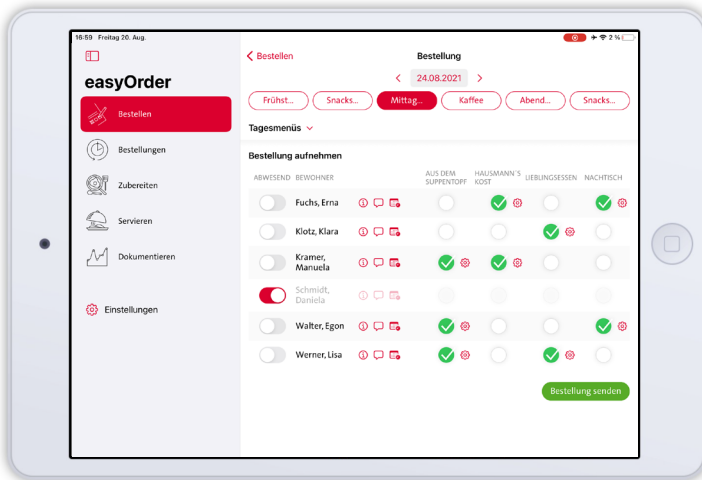 16:59 Freitag 20. Aug.
2 %
easyOrder
Bestellen
Bestellungen
Zubereiten
Servieren
Dokumentieren
Einstellungen
Bestellen
Bestellung
24.08.2021
Frühst... Snacks... Mittag... Kaffee Abend... Snacks...
Tagesmenüs
Bestellung aufnehmen
ABWESEND BEWOHNER AUS DEM SUPPENTOPF HAUSMANN´S KOST LIEBLINGSESSEN NACHTISCH
Fuchs, Erna
Klotz, Klara
Kramer,
Manuela
Schmidt,
Daniela
Walter, Egon
Werner, Lisa
Bestellung senden